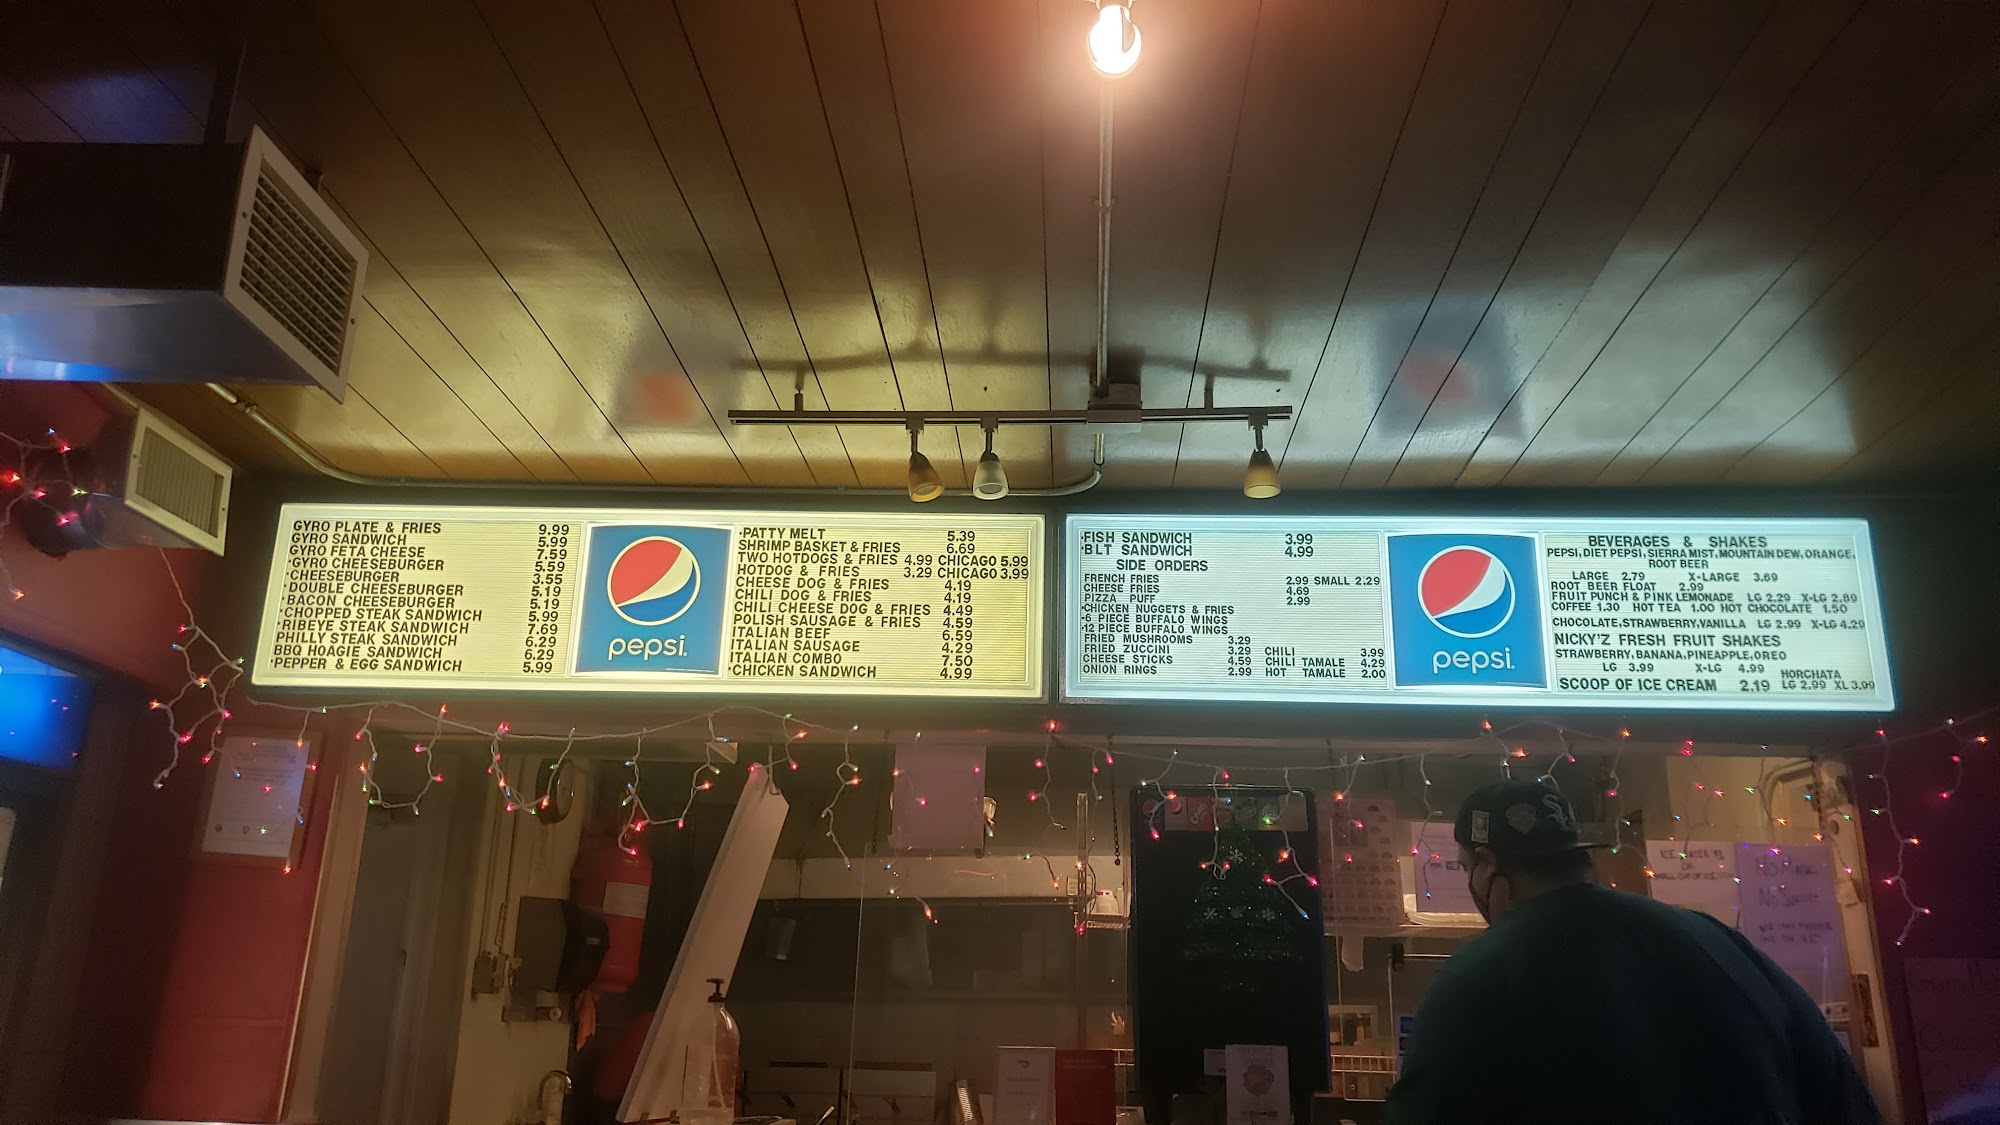 GYRO PLATE & FRIES 9.99
GYRO SANDWICH 5.99
GYRO FETA CHEESE 7.59
·GYRO CHEESEBURGER 5.59
·CHEESEBURGER 3.55
DOUBLE CHEESEBURGER 5.19
·BACON CHEESEBURGER 5.19
·CHOPPED STEAK SANDWICH 5.99
·RIBEYE STEAK SANDWICH 7.69
PHILLY STEAK SANDWICH 6.29
BBQ HOAGIE SANDWICH 6.29
·PEPPER & EGG SANDWICH 5.99
pepsi
·PATTY MELT 5.39
SHRIMP BASKET & FRIES 6.69
TWO HOTDOGS & FRIES 4.99 CHICAGO 5.99
HOTDOG & FRIES 3.29 CHICAGO 3.99
CHEESE DOG & FRIES 4.19
CHILI DOG & FRIES 4.19
CHILI CHEESE DOG & FRIES 4.49
POLISH SAUSAGE & FRIES 4.59
ITALIAN BEEF 6.59
ITALIAN SAUSAGE 4.29
ITALIAN COMBO 7.50
·CHICKEN SANDWICH 4.99
·FISH SANDWICH 3.99
·BLT SANDWICH 4.99
SIDE ORDERS
FRENCH FRIES 2.99 SMALL 2.29
CHEESE FRIES 4.69
PIZZA PUFF 2.99
·CHICKEN NUGGETS & FRIES
·6 PIECE BUFFALO WINGS
·12 PIECE BUFFALO WINGS
FRIED MUSHROOMS 3.29
FRIED ZUCCINI 3.29 CHILI 3.99
CHEESE STICKS 4.59 CHILI TAMALE 4.29
ONION RINGS 2.99 HOT TAMALE 2.00
pepsi
BEVERAGES & SHAKES
PEPSI, DIET PEPSI, SIERRA MIST, MOUNTAIN DEW, ORANGE,
ROOT BEER
LARGE 2.79 X-LARGE 3.69
ROOT BEER FLOAT 2.99
FRUIT PUNCH & PINK LEMONADE LG 2.29 X-LG 2.89
COFFEE 1.30 HOT TEA 1.00 HOT CHOCOLATE 1.50
CHOCOLATE, STRAWBERRY, VANILLA LG 2.99 X-LG 4.29
NICKY'Z FRESH FRUIT SHAKES
STRAWBERRY, BANANA, PINEAPPLE, OREO
LG 3.99 X-LG 4.99
HORCHATA
SCOOP OF ICE CREAM 2.19 LG 2.99 XL 3.99
No Mask
No Service